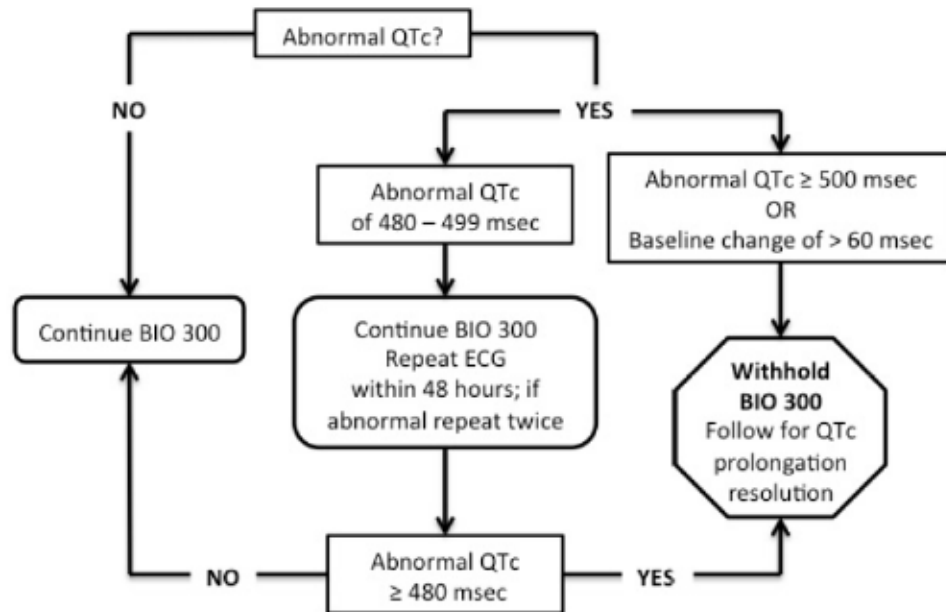 Abnormal QTc?
NO
YES
Abnormal QTc
of 480 – 499 msec
Abnormal QTc ≥ 500 msec
OR
Baseline change of > 60 msec
Continue BIO 300
Continue BIO 300
Repeat ECG
within 48 hours; if
abnormal repeat twice
Withhold
BIO 300
Follow for QTc
prolongation
resolution
NO
Abnormal QTc
≥ 480 msec
YES